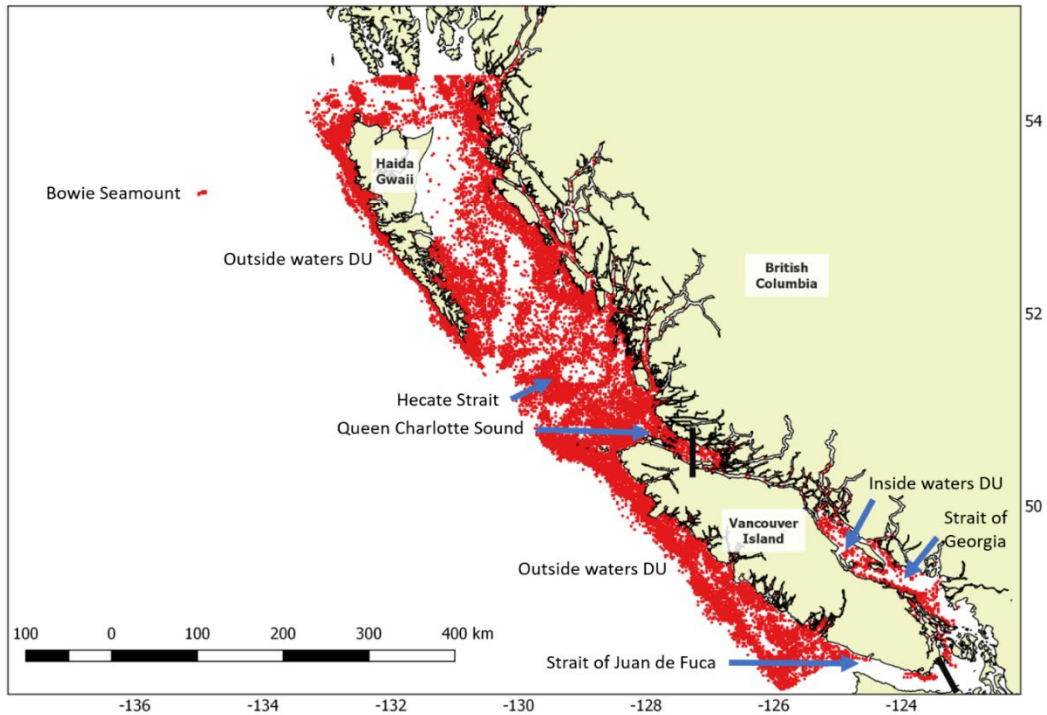 54
Haida
Gwaii
Bowie Seamount
Outside waters DU
British
Columbia
52
Hecate Strait
Queen Charlotte Sound
Inside waters DU
50
Strait of
Georgia
Vancouver
Island
Outside waters DU
100 0 100 200 300 400 km
Strait of Juan de Fuca
-136 -134 -132 -130 -128 -126 -124